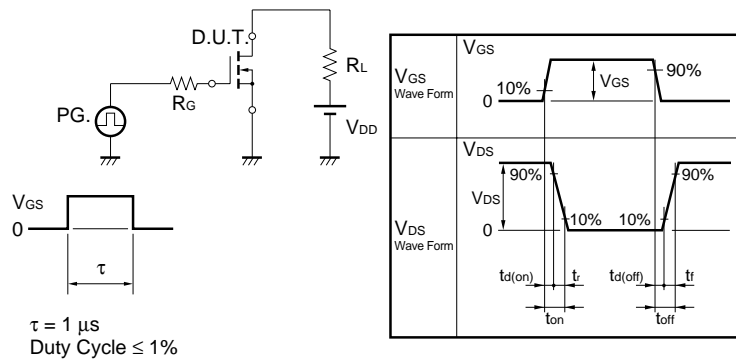 D.U.T.
RL
RG
PG.
VDD
VGS
0
τ
τ = 1 μs
Duty Cycle ≤ 1%
VGS
Wave Form
VGS
10%
VGS
90%
0
VDS
Wave Form
VDS
90%
VDS
10%
10%
90%
0
td(on)
tr
td(off)
tf
ton
toff